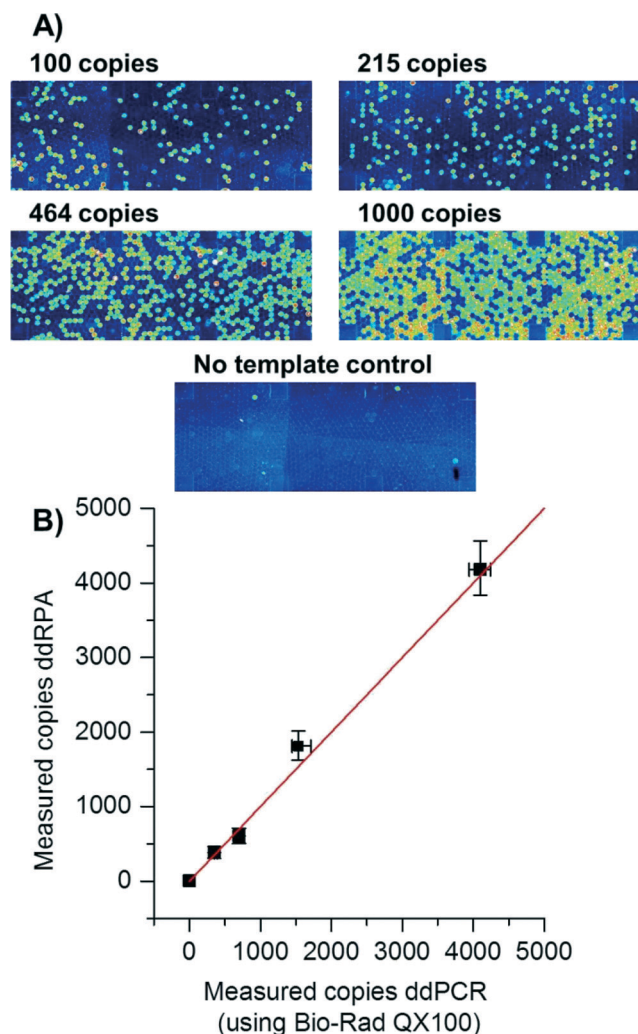 A)
100 copies
215 copies
464 copies
1000 copies
No template control
B)
5000
4000
3000
2000
1000
0
Measured copies ddRPA
0 1000 2000 3000 4000 5000
Measured copies ddPCR
(using Bio-Rad QX100)